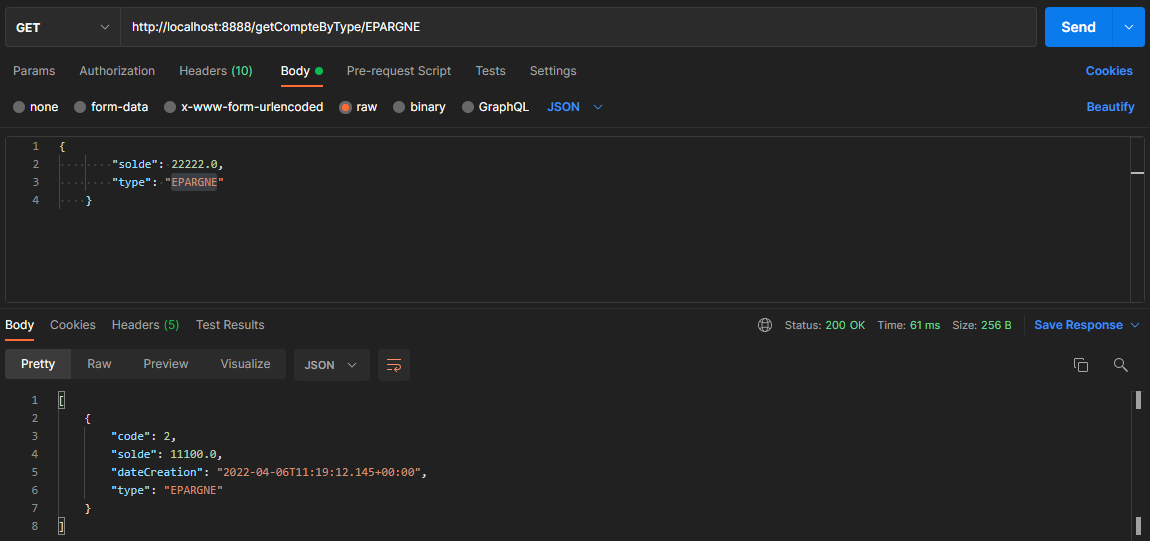 GET http://localhost:8888/getCompteByType/EPARGNE Send
Params Authorization Headers (10) Body Pre-request Script Tests Settings Cookies
none form-data x-www-form-urlencoded raw binary GraphQL JSON Beautify
1 {
2 "solde": 22222.0,
3 "type": "EPARGNE"
4 }
Body Cookies Headers (5) Test Results Status: 200 OK Time: 61 ms Size: 256 B Save Response
Pretty Raw Preview Visualize JSON
1 [
2 {
3 "code": 2,
4 "solde": 11100.0,
5 "dateCreation": "2022-04-06T11:19:12.145+00:00",
6 "type": "EPARGNE"
7 }
8 ]